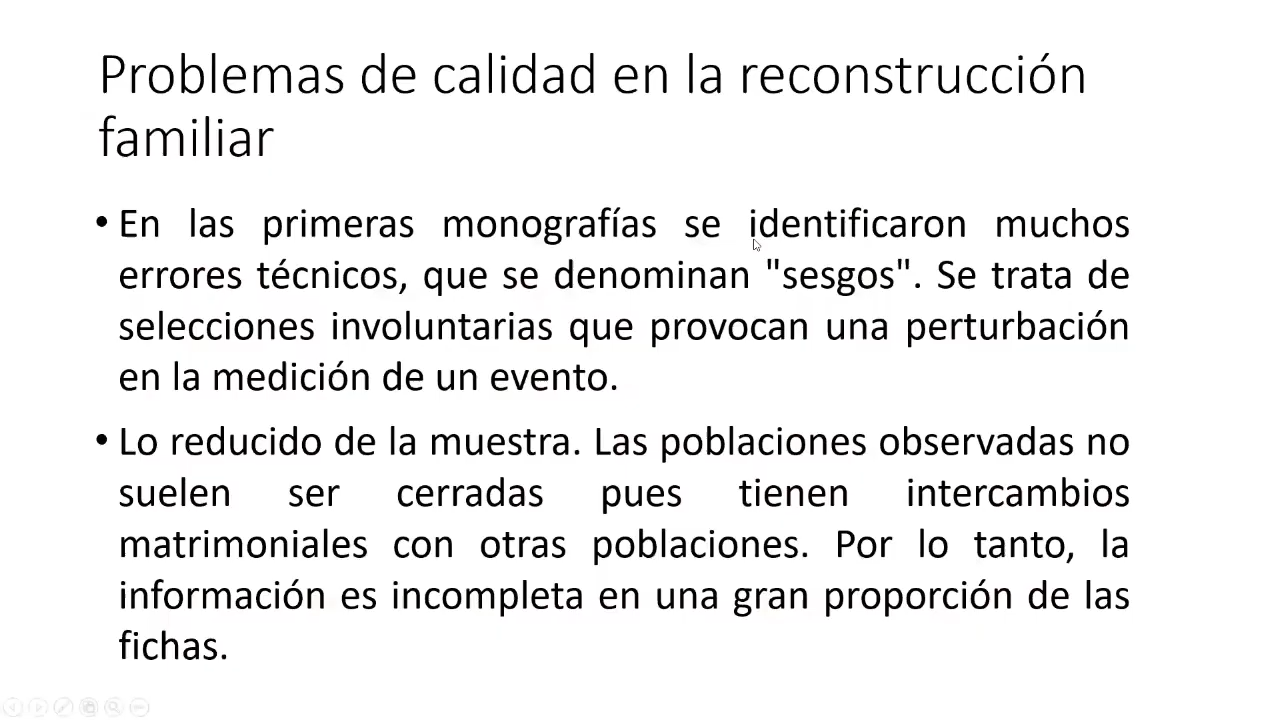 Problemas de calidad en la reconstrucción
familiar
• En las primeras monografías se identificaron muchos
errores técnicos, que se denominan "sesgos". Se trata de
selecciones involuntarias que provocan una perturbación
en la medición de un evento.
• Lo reducido de la muestra. Las poblaciones observadas no
suelen ser cerradas pues tienen intercambios
matrimoniales con otras poblaciones. Por lo tanto, la
información es incompleta en una gran proporción de las
fichas.